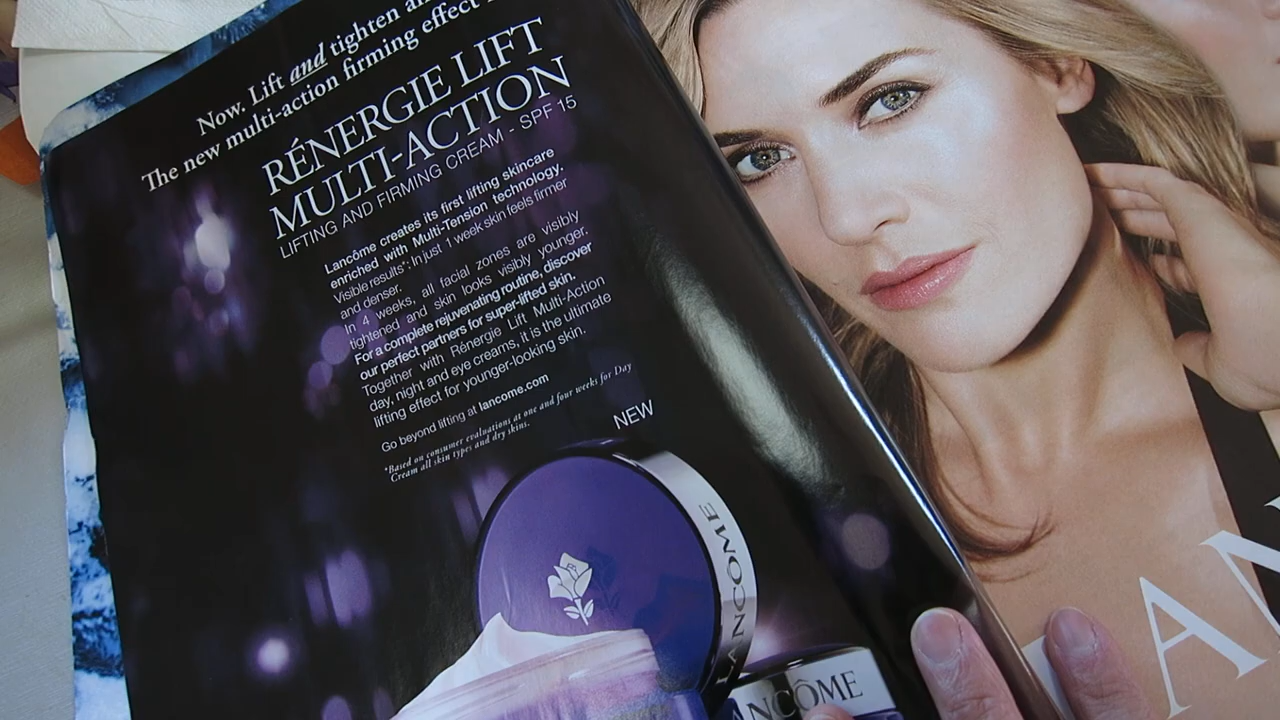 Now. Lift and tighten
The new multi-action firming effect
RÉNERGIE LIFT
MULTI-ACTION
LIFTING AND FIRMING CREAM - SPF 15
Lancôme creates its first lifting skincare
enriched with Multi-Tension technology.
Visible results*: In just 1 week skin feels firmer
and denser.
In 4 weeks, all facial zones are visibly
tightened and skin looks visibly younger.
For a complete rejuvenating routine, discover
our perfect partners for super-lifted skin.
Together with Rénergie Lift Multi-Action
day, night and eye creams, it is the ultimate
lifting effect for younger-looking skin.
Go beyond lifting at lancome.com
*Based on consumer evaluations at one and four weeks for Day
Cream all skin types and dry skins.
NEW
LANCOME
ANCÔME
AN